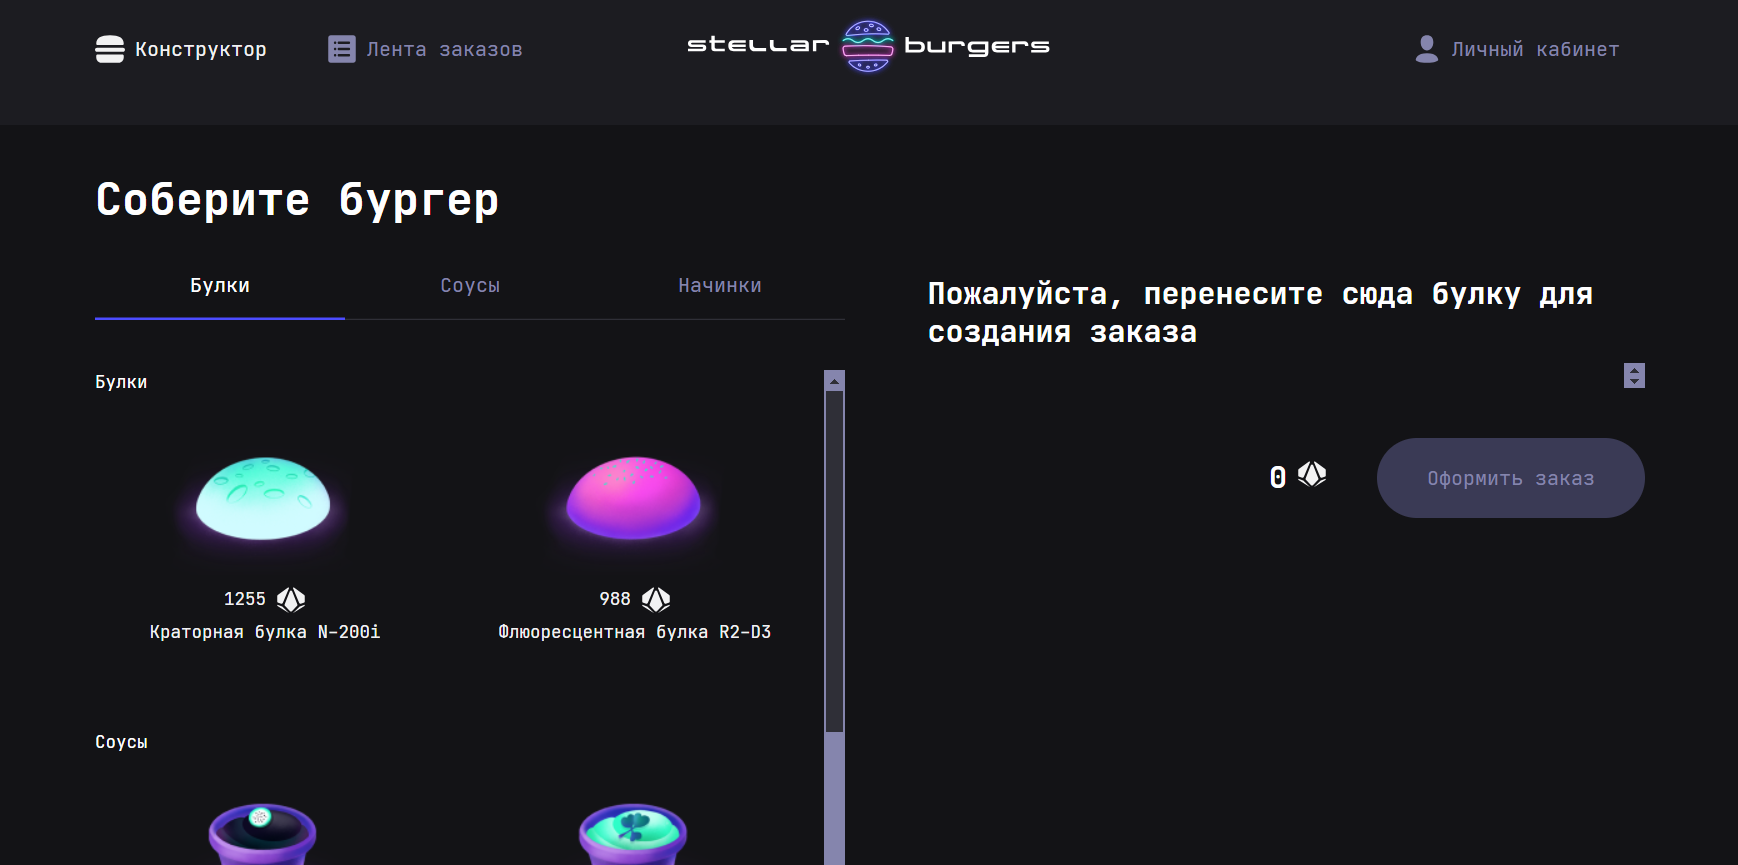 Конструктор
Лента заказов
stellar burgers
Личный кабинет
Соберите бургер
Булки
Соусы
Начинки
Пожалуйста, перенесите сюда булку для
создания заказа
Булки
0
Оформить заказ
1255
988
Краторная булка N-200i
Флюоресцентная булка R2-D3
Соусы